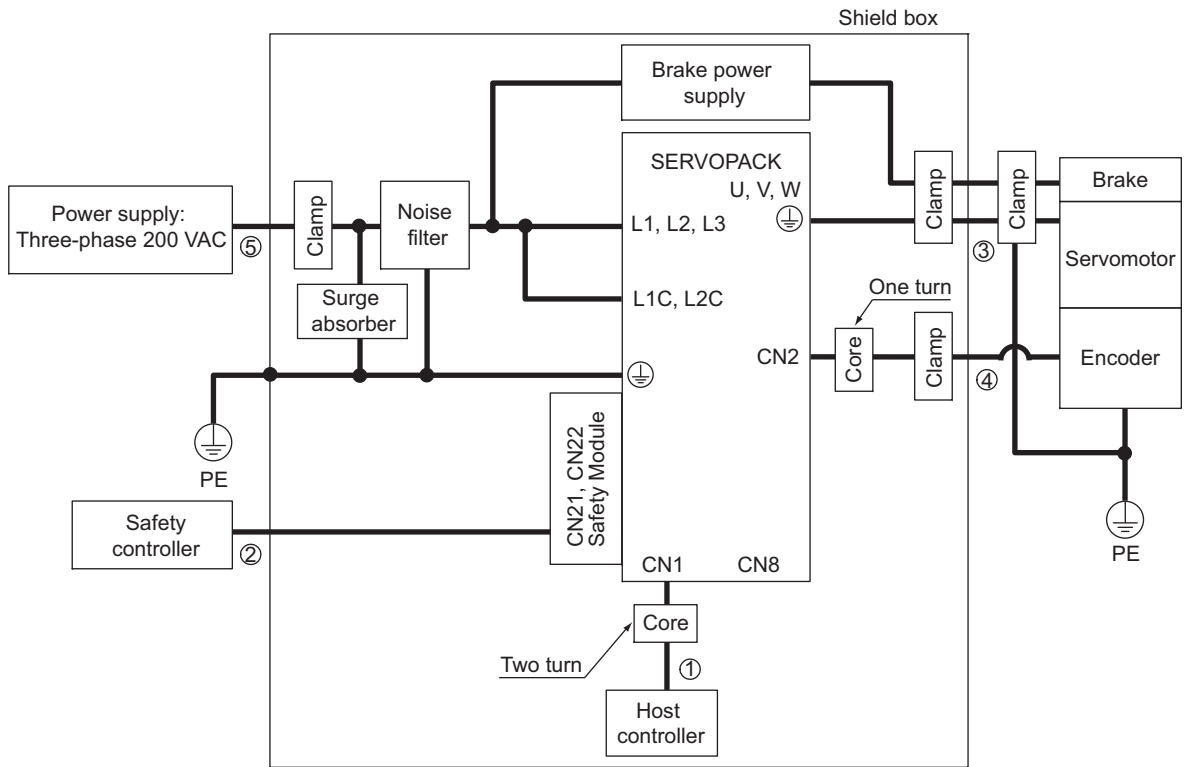 Shield box
Brake power
supply
SERVOPACK
U, V, W
Clamp
Clamp
Brake
Power supply:
Three-phase 200 VAC
⑤
Clamp
Noise
filter
L1, L2, L3
③
Servomotor
Surge
absorber
L1C, L2C
One turn
CN2
Core
Clamp
④
Encoder
PE
CN21, CN22
Safety Module
Safety
controller
②
PE
CN1
CN8
Core
Two turn
①
Host
controller